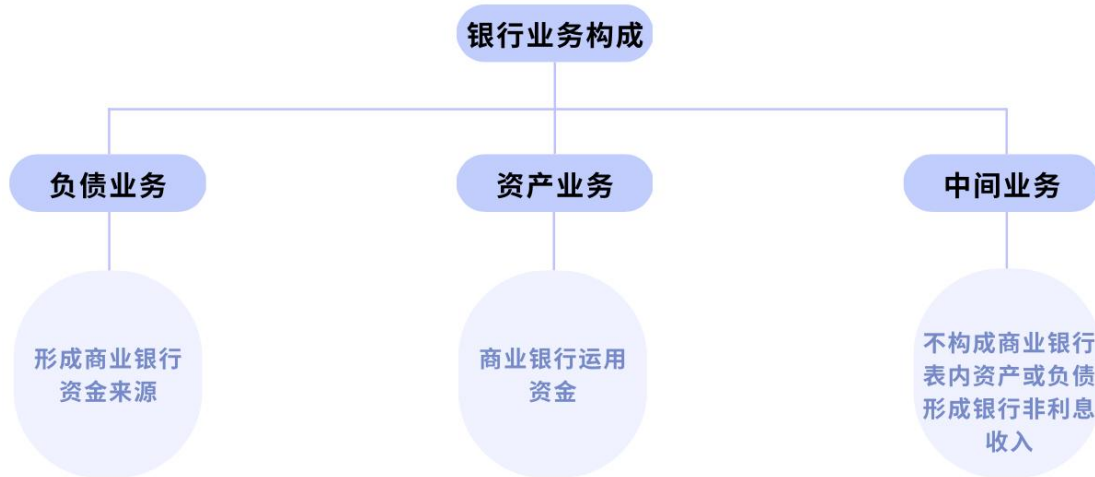 银行业务构成
负债业务
资产业务
中间业务
形成商业银行
资金来源
商业银行运用
资金
不构成商业银行
表内资产或负债
形成银行非利息
收入